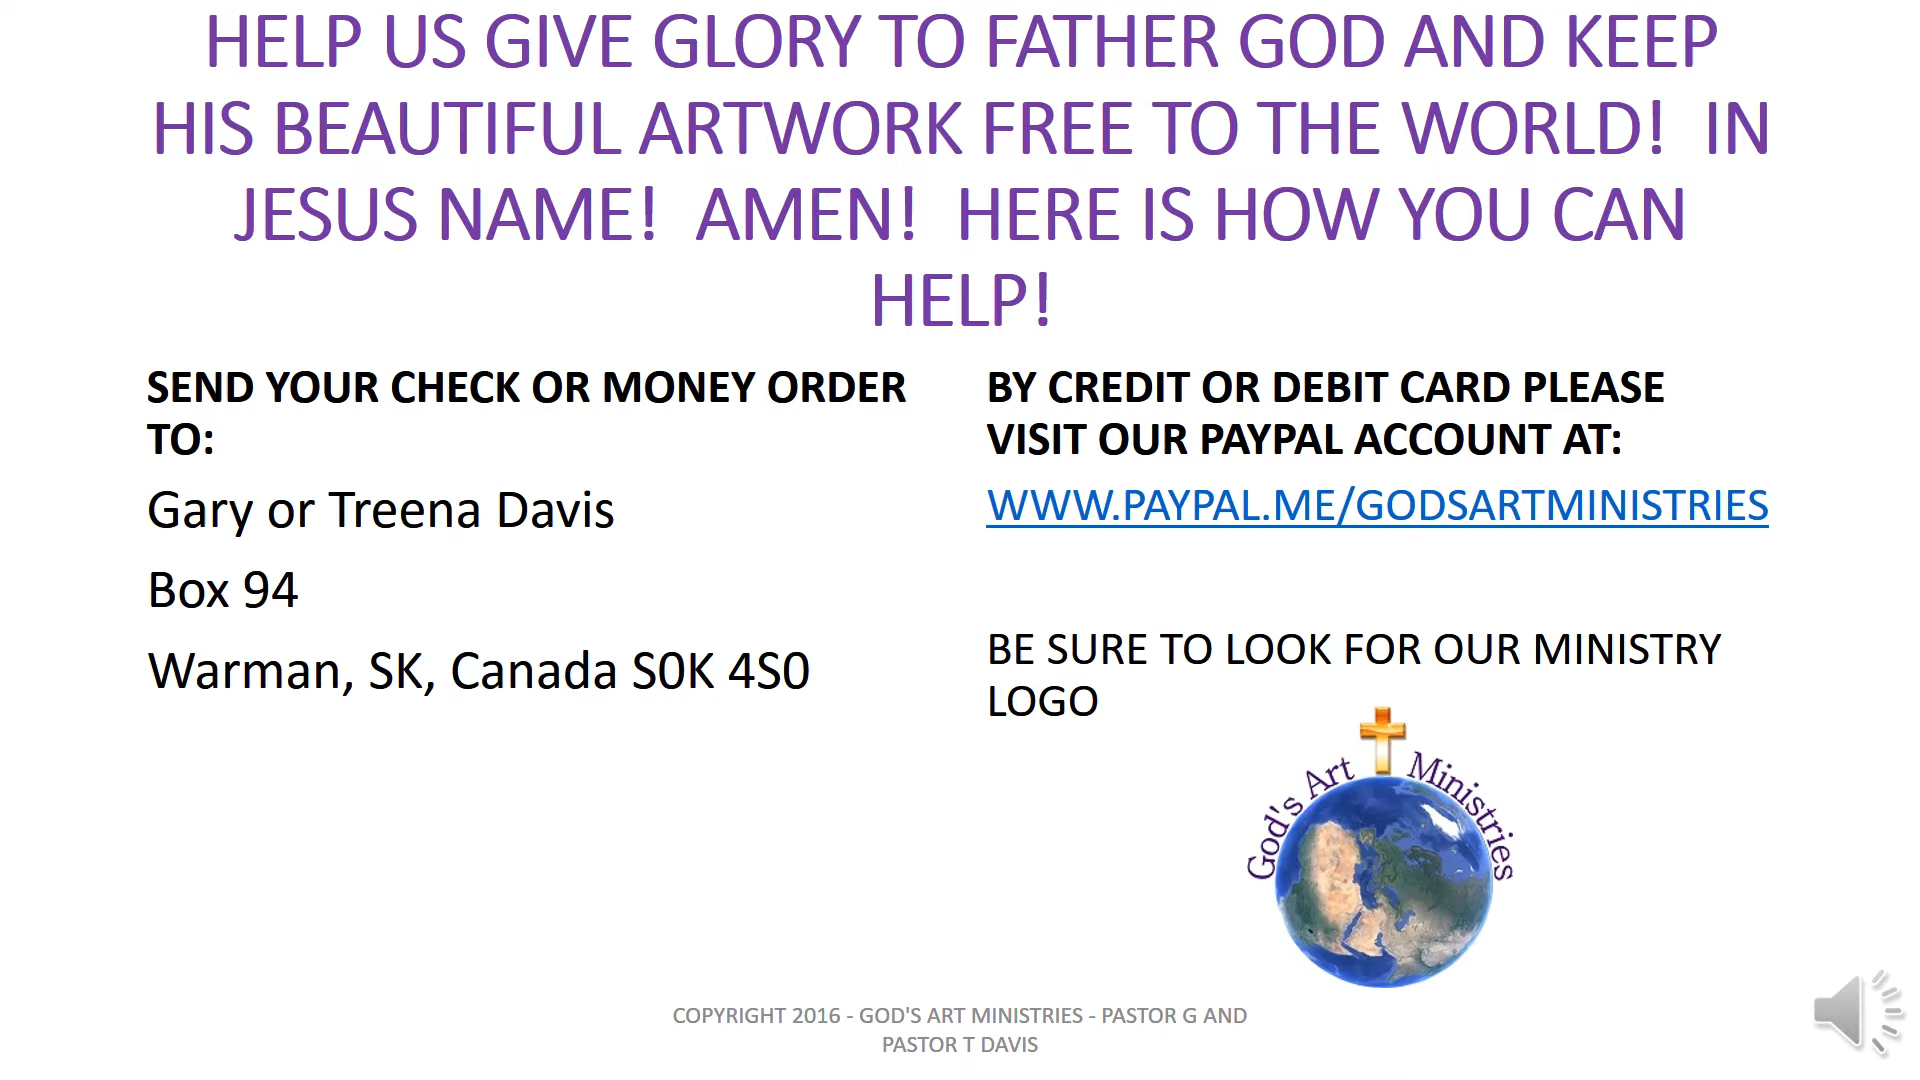 HELP US GIVE GLORY TO FATHER GOD AND KEEP
HIS BEAUTIFUL ARTWORK FREE TO THE WORLD!  IN
JESUS NAME!  AMEN!  HERE IS HOW YOU CAN
HELP!
SEND YOUR CHECK OR MONEY ORDER
TO:
Gary or Treena Davis
Box 94
Warman, SK, Canada S0K 4S0
BY CREDIT OR DEBIT CARD PLEASE
VISIT OUR PAYPAL ACCOUNT AT:
WWW.PAYPAL.ME/GODSARTMINISTRIES
BE SURE TO LOOK FOR OUR MINISTRY
LOGO
God's Art Ministries
COPYRIGHT 2016 - GOD'S ART MINISTRIES - PASTOR G AND
PASTOR T DAVIS